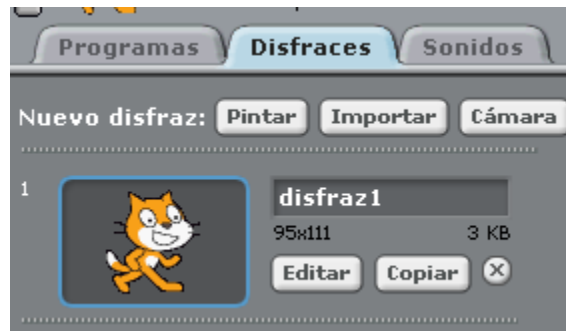 Programas Disfraces Sonidos
Nuevo disfraz: Pintar Importar Cámara
1
disfraz1
95x111 3 KB
Editar Copiar